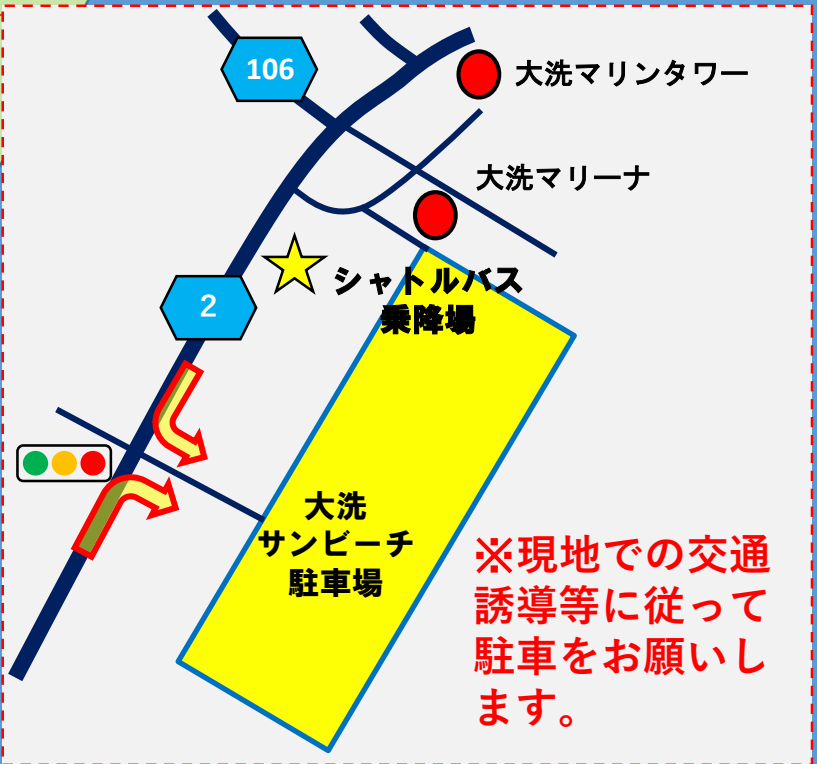 106
大洗マリンタワー
大洗マリーナ
シャトルバス
乗降場
2
大洗
サンビーチ
駐車場
※現地での交通
誘導等に従って
駐車をお願いし
ます。